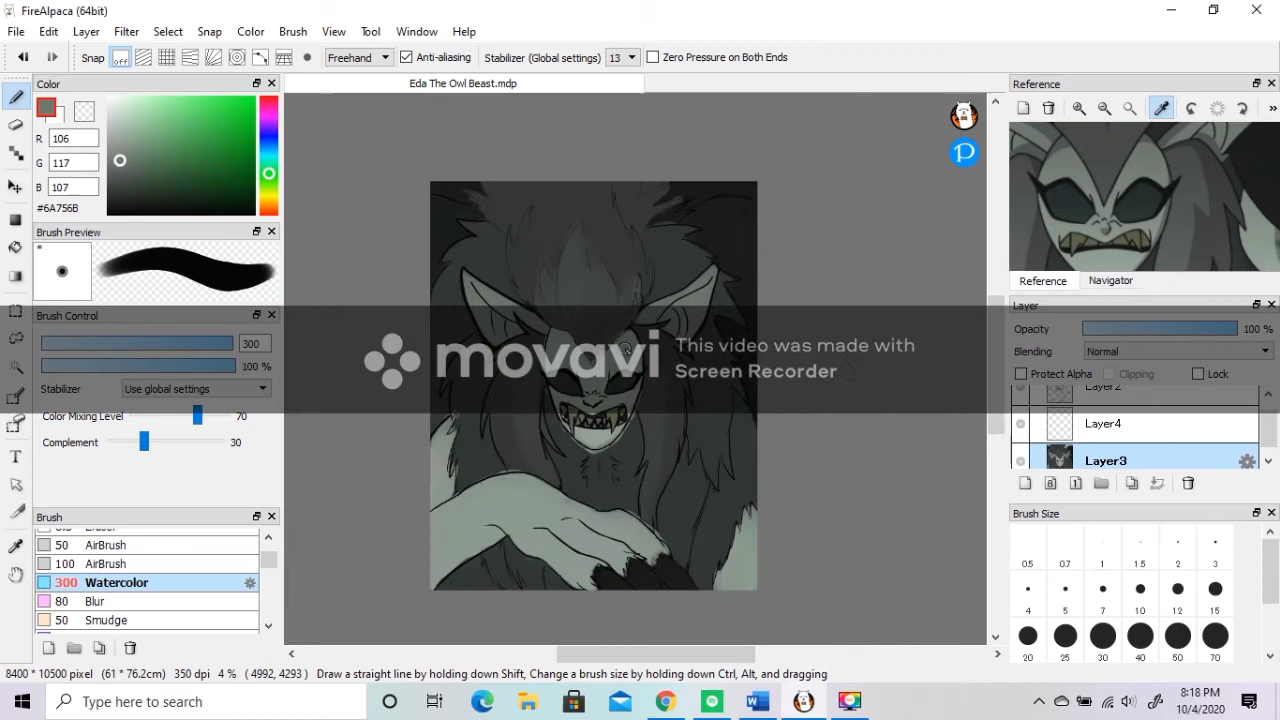 FireAlpaca (64bit)
File Edit Layer Filter Select Snap Color Brush View Tool Window Help
Snap off Freehand Anti-aliasing Stabilizer (Global settings) 13 Zero Pressure on Both Ends
Color
Eda The Owl Beast.mdp
Reference
R 106
G 117
B 107
#6A756B
Brush Preview
Reference Navigator
Brush Control
Layer
300
Opacity 100 %
100 %
Blending Normal
movavi
This video was made with
Screen Recorder
Stabilizer Use global settings
Protect Alpha Clipping Lock
Color Mixing Level 70
Layer2
Layer4
Complement 30
Layer3
Brush
Brush Size
50 AirBrush
100 AirBrush
0.5 0.7 1 1.5 2 3
300 Watercolor
80 Blur
4 5 7 10 12 15
50 Smudge
20 25 30 40 50 70
8400 * 10500 pixel (61 * 76.2cm) 350 dpi 4 % ( 4992, 4293 ) Draw a straight line by holding down Shift, Change a brush size by holding down Ctrl, Alt, and dragging
Type here to search
8:18 PM
10/4/2020